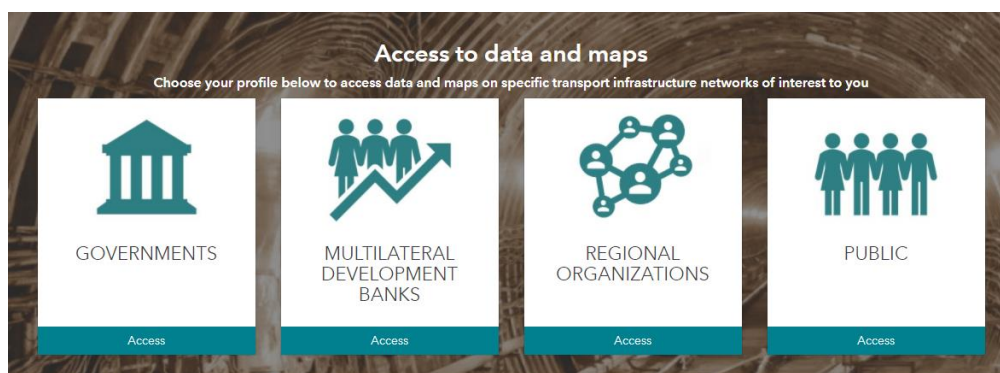 Access to data and maps
Choose your profile below to access data and maps on specific transport infrastructure networks of interest to you
GOVERNMENTS
Access
MULTILATERAL
DEVELOPMENT
BANKS
Access
REGIONAL
ORGANIZATIONS
Access
PUBLIC
Access